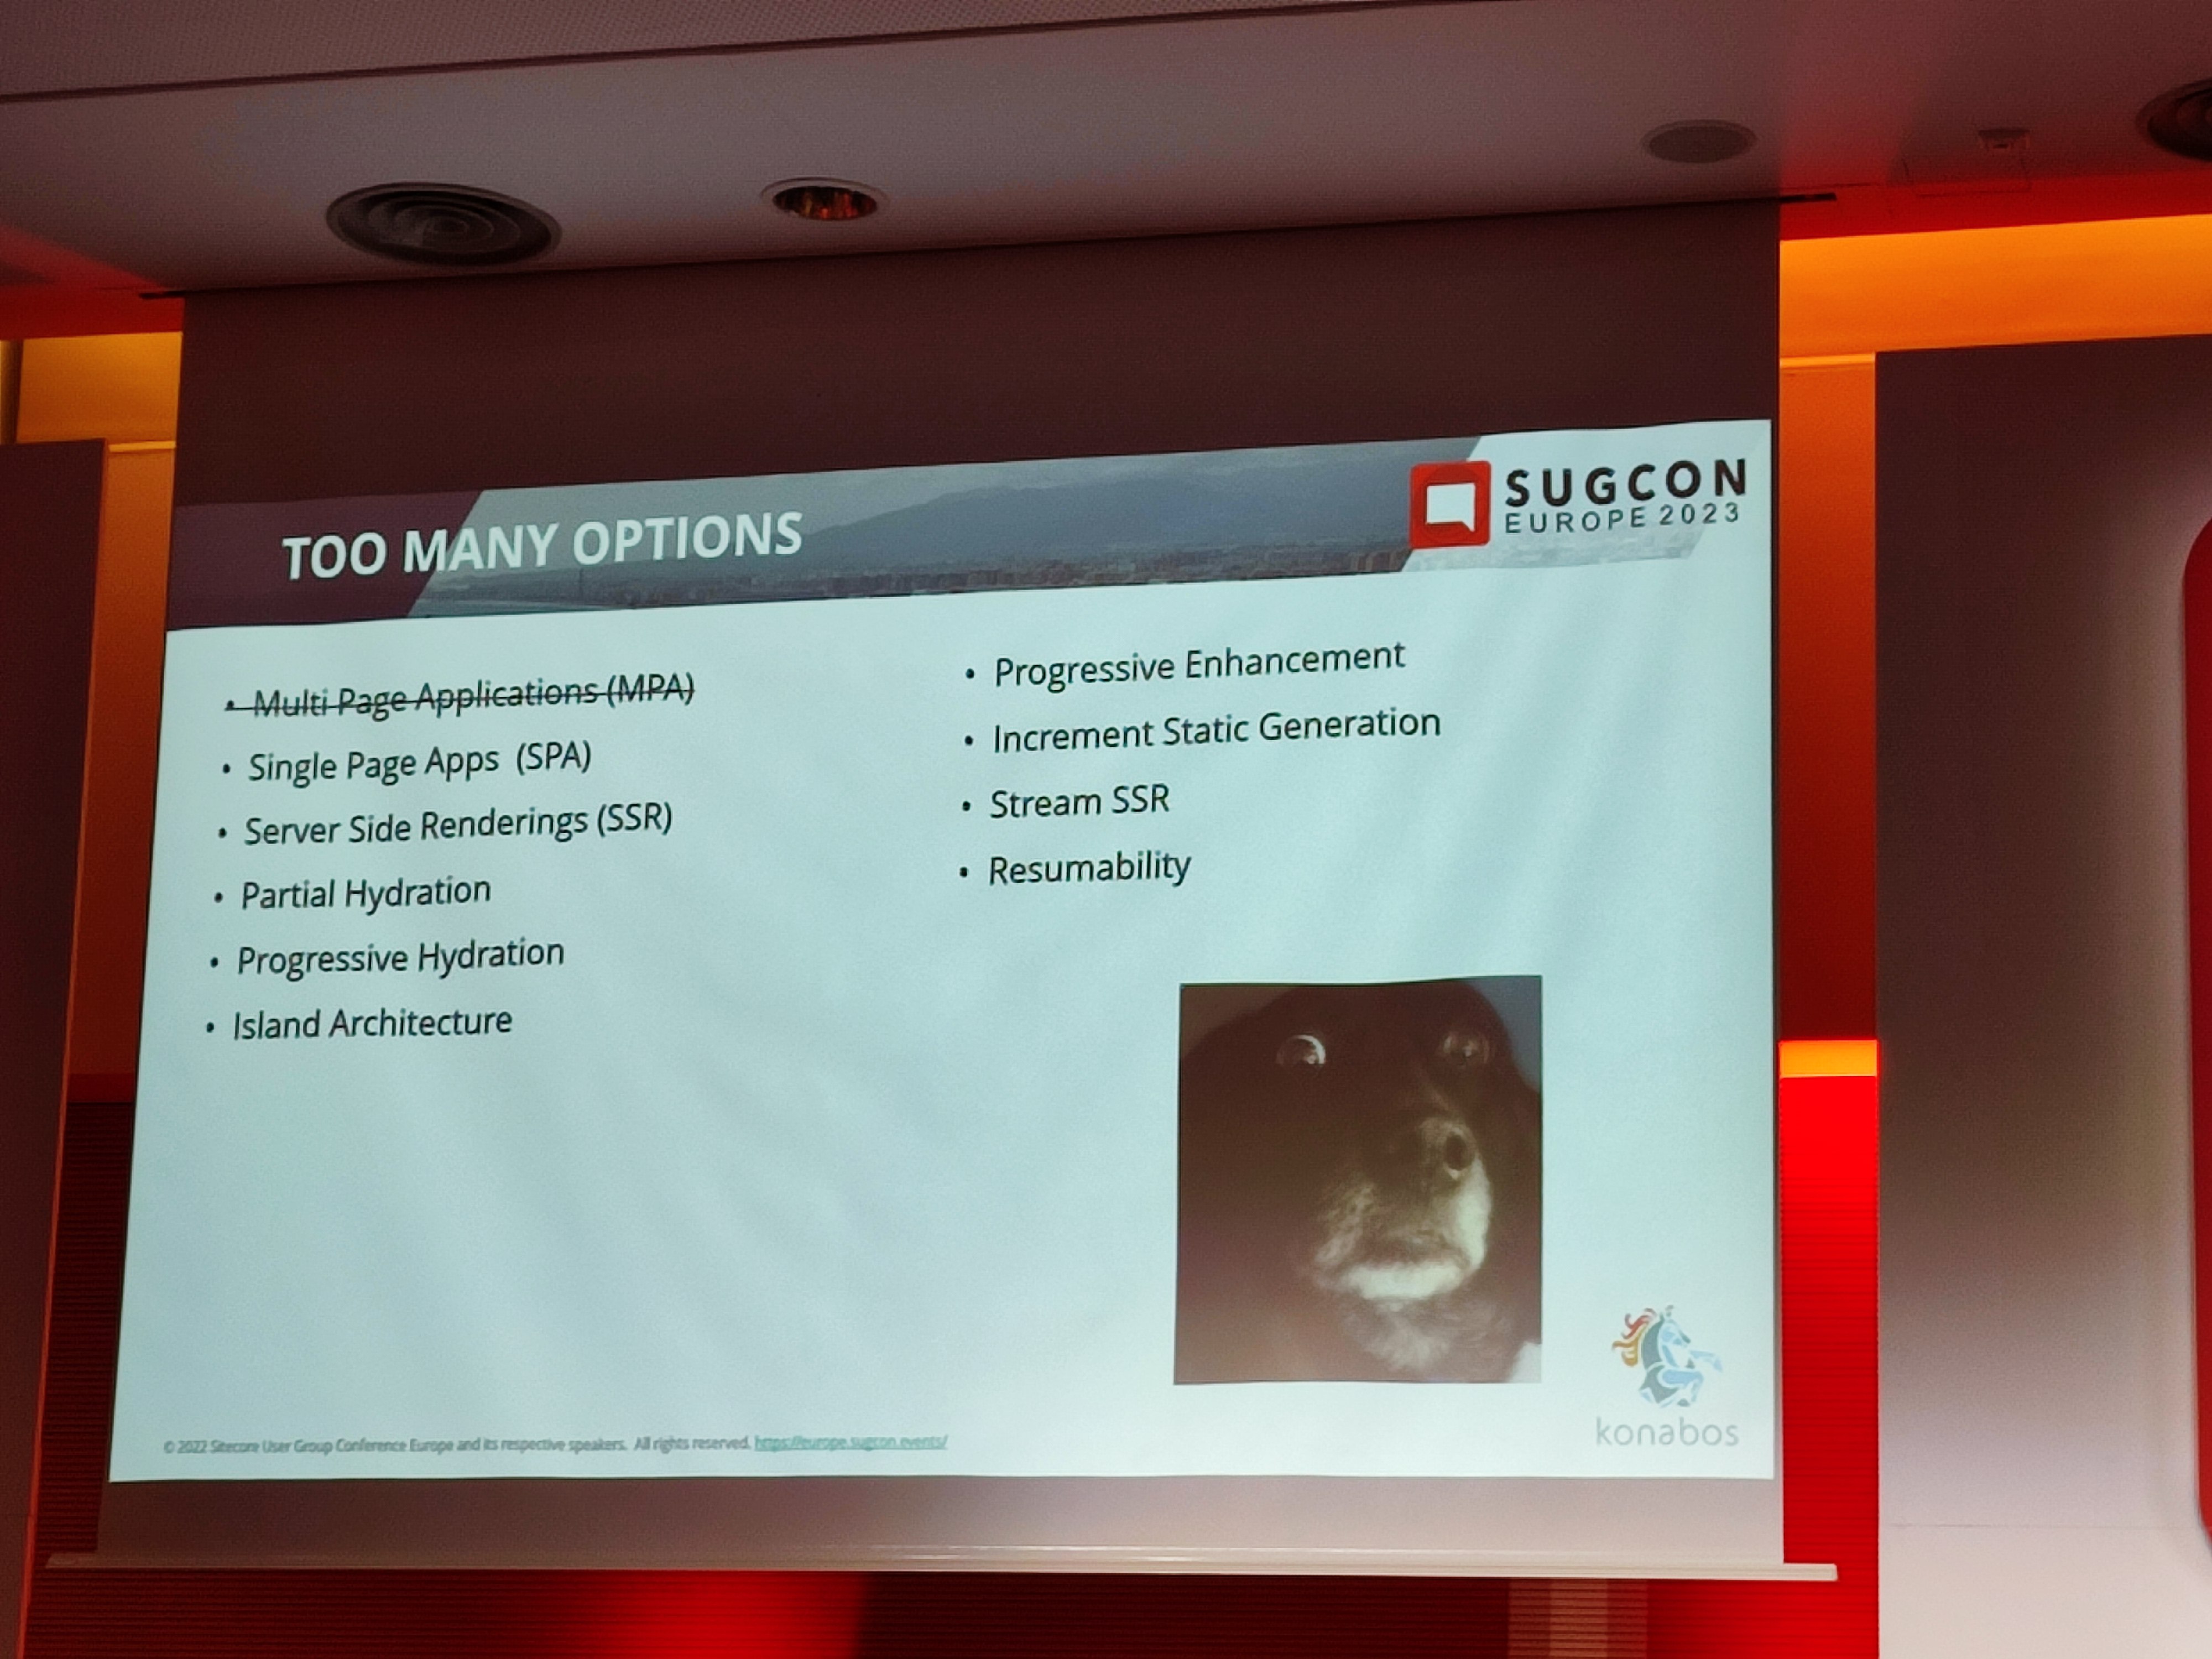 TOO MANY OPTIONS
SUGCON
EUROPE 2023
• Multi Page Applications (MPA)
• Single Page Apps (SPA)
• Server Side Renderings (SSR)
• Partial Hydration
• Progressive Hydration
• Island Architecture
• Progressive Enhancement
• Increment Static Generation
• Stream SSR
• Resumability
konabos
© 2022 Sitecore User Group Conference Europe and its respective speakers. All rights reserved. https://europe.sugcon.events/